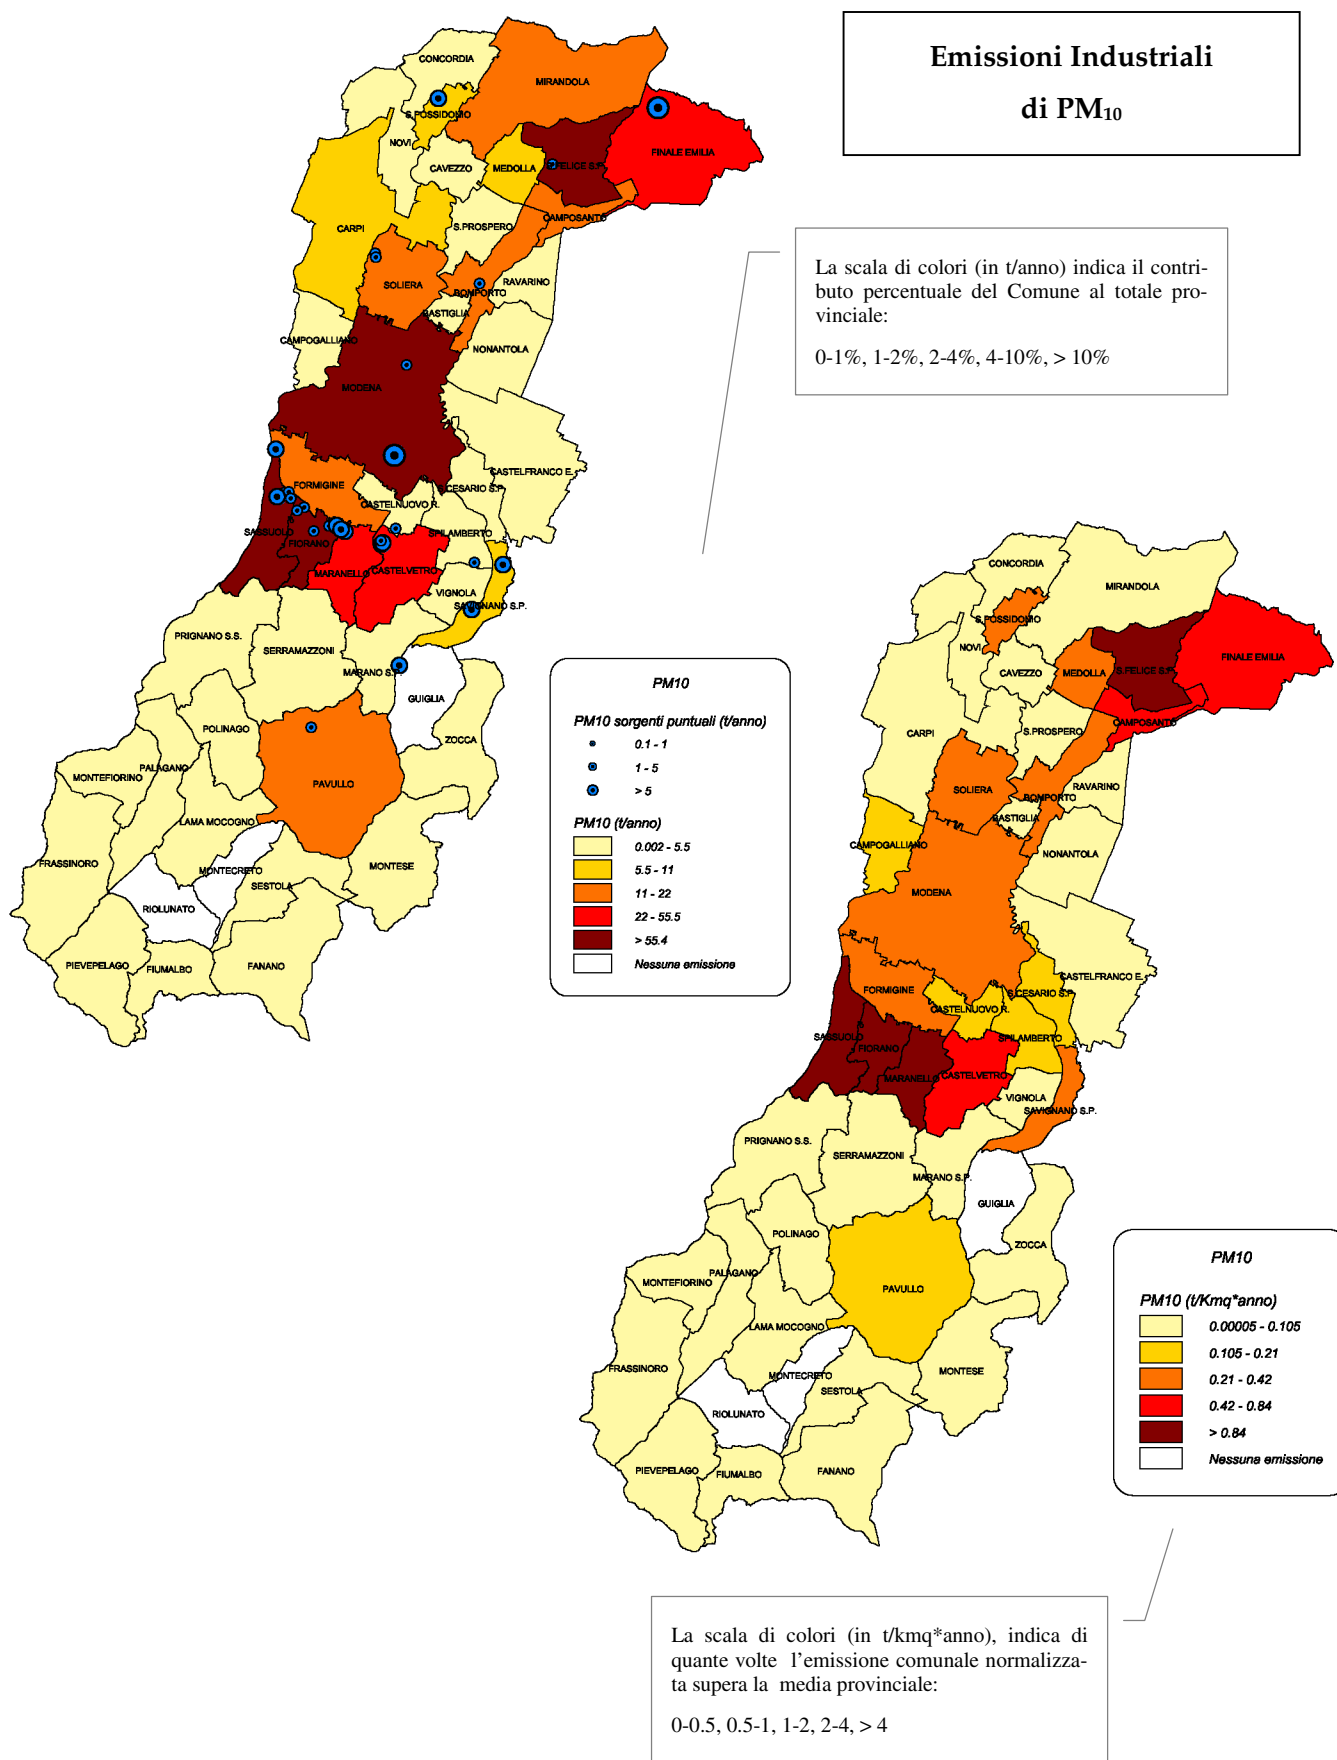 Emissioni Industriali
di PM10
CONCORDIA
MIRANDOLA
S.POSSIDONIO
NOVI
CAVEZZO
MEDOLLA
S.FELICE S.P.
FINALE EMILIA
CARPI
S.PROSPERO
CAMPOSANTO
SOLIERA
BOMPORTO
RAVARINO
BASTIGLIA
CAMPOGALLIANO
NONANTOLA
MODENA
CASTELFRANCO E.
FORMIGINE
S.CESARIO S.P.
CASTELNUOVO R.
SASSUOLO
FIORANO
SPILAMBERTO
MARANELLO
CASTELVETRO
VIGNOLA
SAVIGNANO S.P.
PRIGNANO S.S.
SERRAMAZZONI
MARANO S.P.
GUIGLIA
POLINAGO
ZOCCA
PALAGANO
MONTEFIORINO
PAVULLO
LAMA MOCOGNO
FRASSINORO
MONTECRETO
MONTESE
SESTOLA
RIOLUNATO
PIEVEPELAGO
FIUMALBO
FANANO
La scala di colori (in t/anno) indica il contri-
buto percentuale del Comune al totale pro-
vinciale:
0-1%, 1-2%, 2-4%, 4-10%, > 10%
PM10
PM10 sorgenti puntuali (t/anno)
0.1 - 1
1 - 5
> 5
PM10 (t/anno)
0.002 - 5.5
5.5 - 11
11 - 22
22 - 55.5
> 55.4
Nessuna emissione
CONCORDIA
MIRANDOLA
S.POSSIDONIO
NOVI
CAVEZZO
MEDOLLA
S.FELICE S.P.
FINALE EMILIA
CARPI
S.PROSPERO
CAMPOSANTO
SOLIERA
BOMPORTO
RAVARINO
BASTIGLIA
CAMPOGALLIANO
NONANTOLA
MODENA
CASTELFRANCO E.
FORMIGINE
S.CESARIO S.P.
CASTELNUOVO R.
SASSUOLO
FIORANO
SPILAMBERTO
MARANELLO
CASTELVETRO
VIGNOLA
SAVIGNANO S.P.
PRIGNANO S.S.
SERRAMAZZONI
MARANO S.P.
GUIGLIA
POLINAGO
ZOCCA
PALAGANO
MONTEFIORINO
PAVULLO
LAMA MOCOGNO
FRASSINORO
MONTECRETO
MONTESE
SESTOLA
RIOLUNATO
PIEVEPELAGO
FIUMALBO
FANANO
PM10
PM10 (t/Kmq*anno)
0.00005 - 0.105
0.105 - 0.21
0.21 - 0.42
0.42 - 0.84
> 0.84
Nessuna emissione
La scala di colori (in t/kmq*anno), indica di
quante volte l’emissione comunale normalizza-
ta supera la media provinciale:
0-0.5, 0.5-1, 1-2, 2-4, > 4